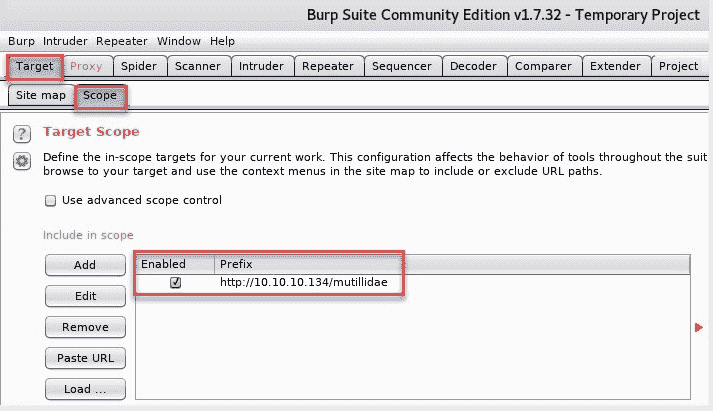 Burp Suite Community Edition v1.7.32 - Temporary Project
Burp Intruder Repeater Window Help
Target Proxy Spider Scanner Intruder Repeater Sequencer Decoder Comparer Extender Project
Site map Scope
? Target Scope
Define the in-scope targets for your current work. This configuration affects the behavior of tools throughout the suit
browse to your target and use the context menus in the site map to include or exclude URL paths.
Use advanced scope control
Include in scope
Add Enabled Prefix
http://10.10.10.134/mutillidae
Edit
Remove
Paste URL
Load ...